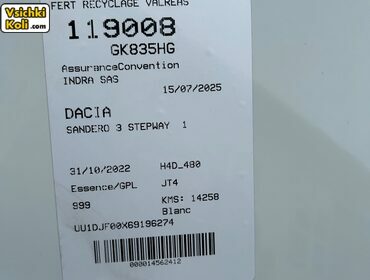 Vsichki
Koli.com
FERT RECYCLAGE VALREAS
119008
GK835HG
AssuranceConvention
INDRA SAS
15/07/2025
DACIA
SANDERO 3 STEPWAY 1
31/10/2022 H4D_480
Essence/GPL JT4
999 KMS: 14258
Blanc
UU1DJF00X69196274
000014562412